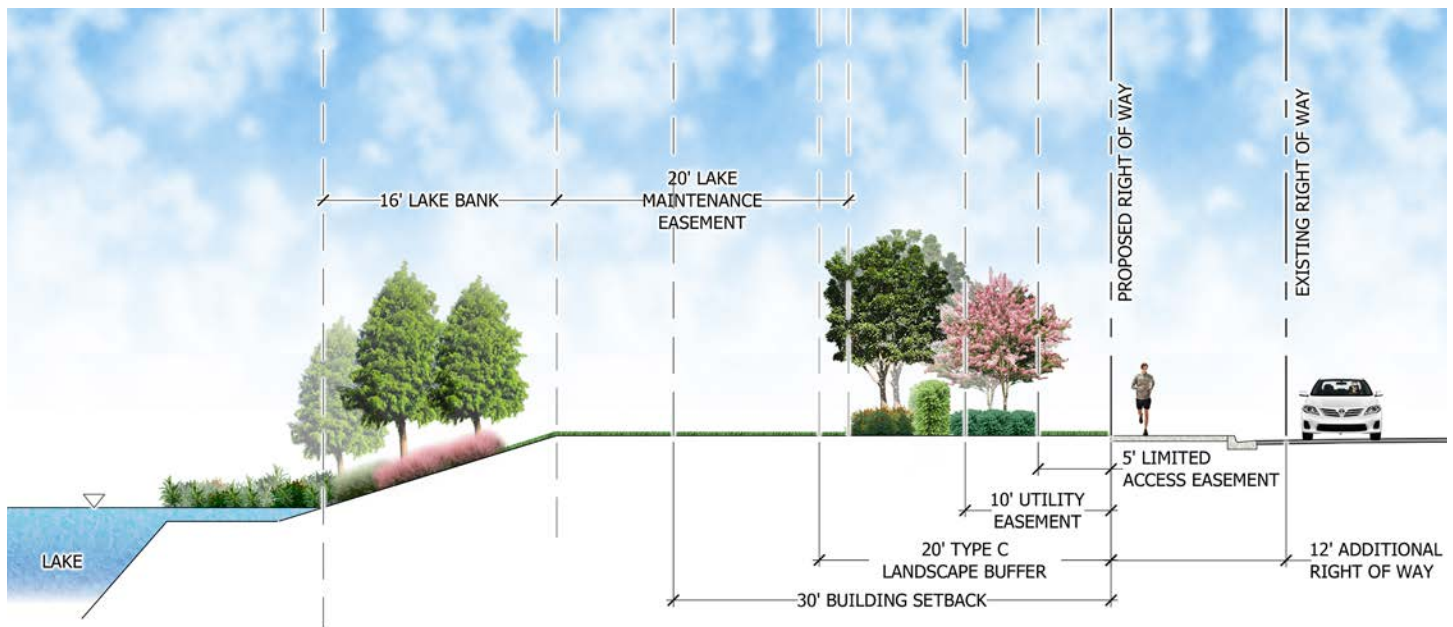 16' LAKE BANK
20' LAKE
MAINTENANCE
EASEMENT
PROPOSED RIGHT OF WAY
EXISTING RIGHT OF WAY
5' LIMITED
ACCESS EASEMENT
10' UTILITY
EASEMENT
20' TYPE C
LANDSCAPE BUFFER
12' ADDITIONAL
RIGHT OF WAY
30' BUILDING SETBACK
LAKE